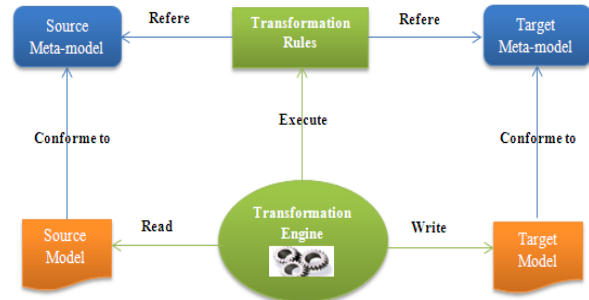 Source
Meta-model
Refere
Transformation
Rules
Refere
Target
Meta-model
Conforme to
Execute
Conforme to
Source
Model
Read
Transformation
Engine
Write
Target
Model